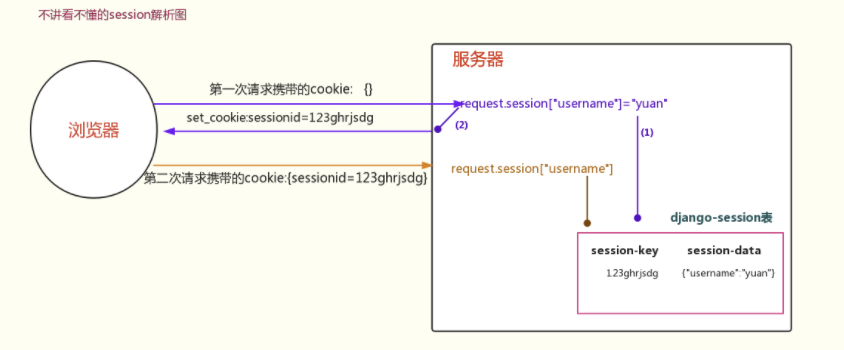 不讲看不懂的session解析图
服务器
第一次请求携带的cookie: {}
request.session["username"]="yuan"
set_cookie:sessionid=123ghrjsdg
(2)
(1)
浏览器
request.session["username"]
第二次请求携带的cookie:{sessionid=123ghrjsdg}
django-session表
session-key session-data
123ghrjsdg {"username":"yuan"}